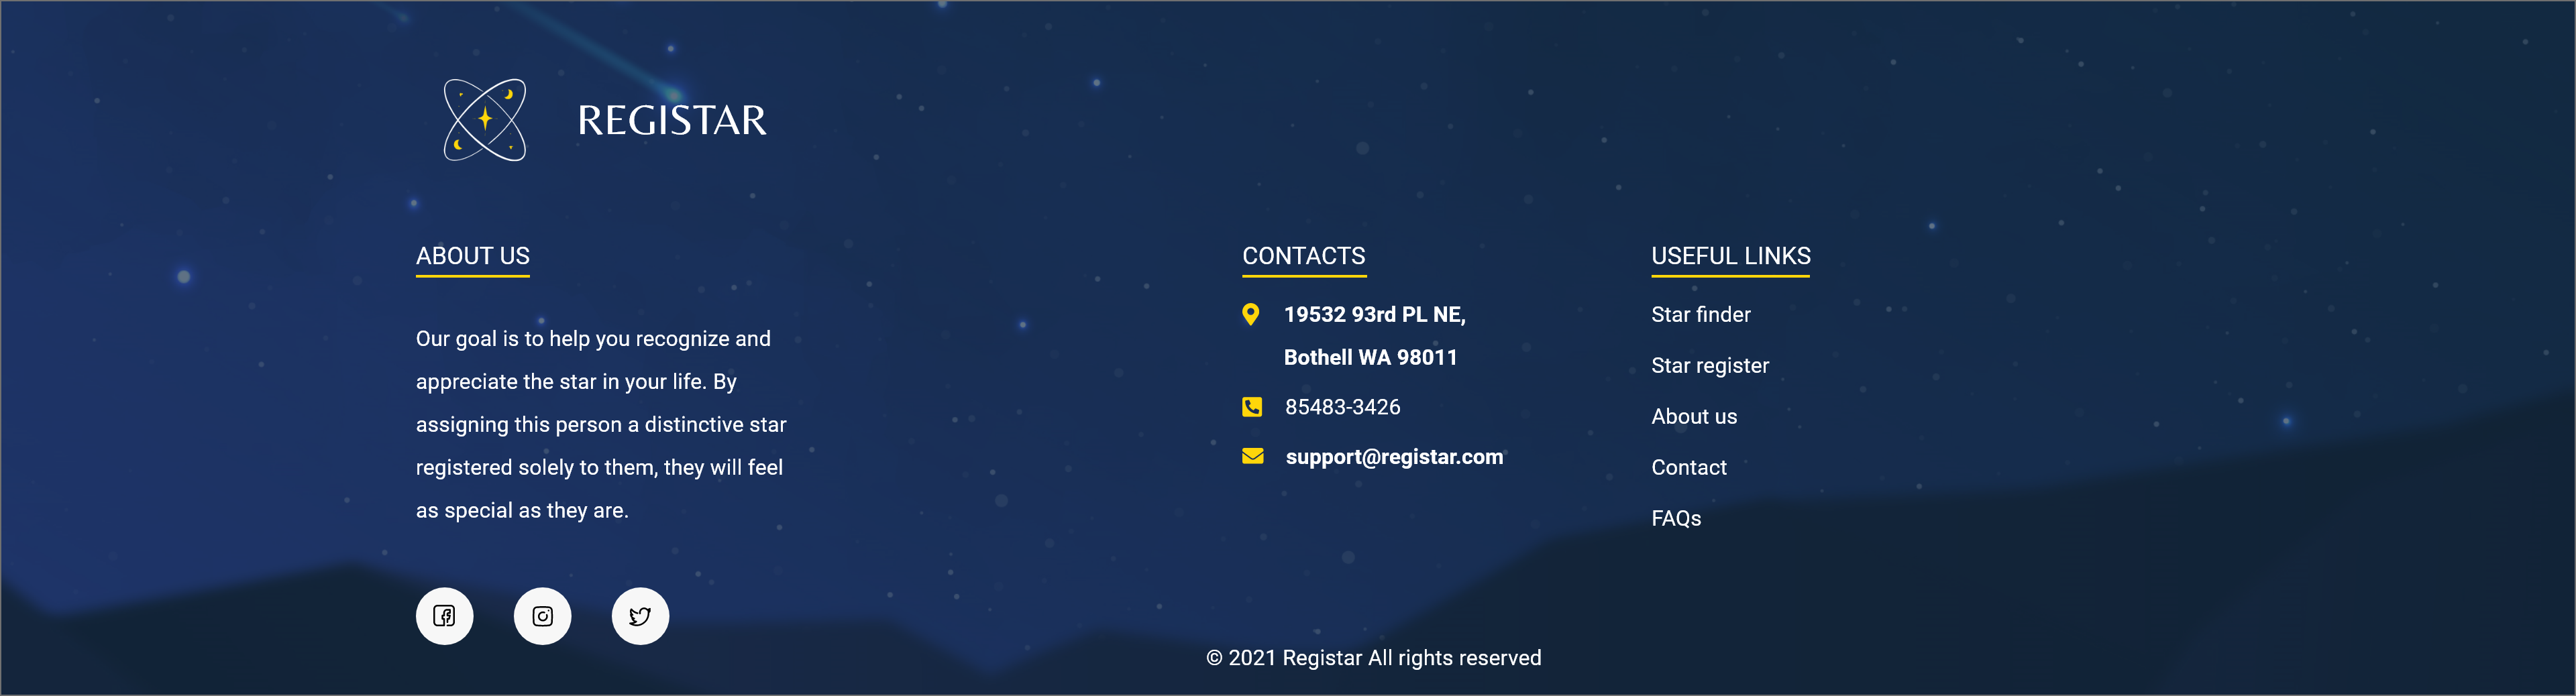 REGISTAR
ABOUT US
Our goal is to help you recognize and
appreciate the star in your life. By
assigning this person a distinctive star
registered solely to them, they will feel
as special as they are.
CONTACTS
19532 93rd PL NE,
Bothell WA 98011
85483-3426
support@registar.com
USEFUL LINKS
Star finder
Star register
About us
Contact
FAQs
© 2021 Registar All rights reserved